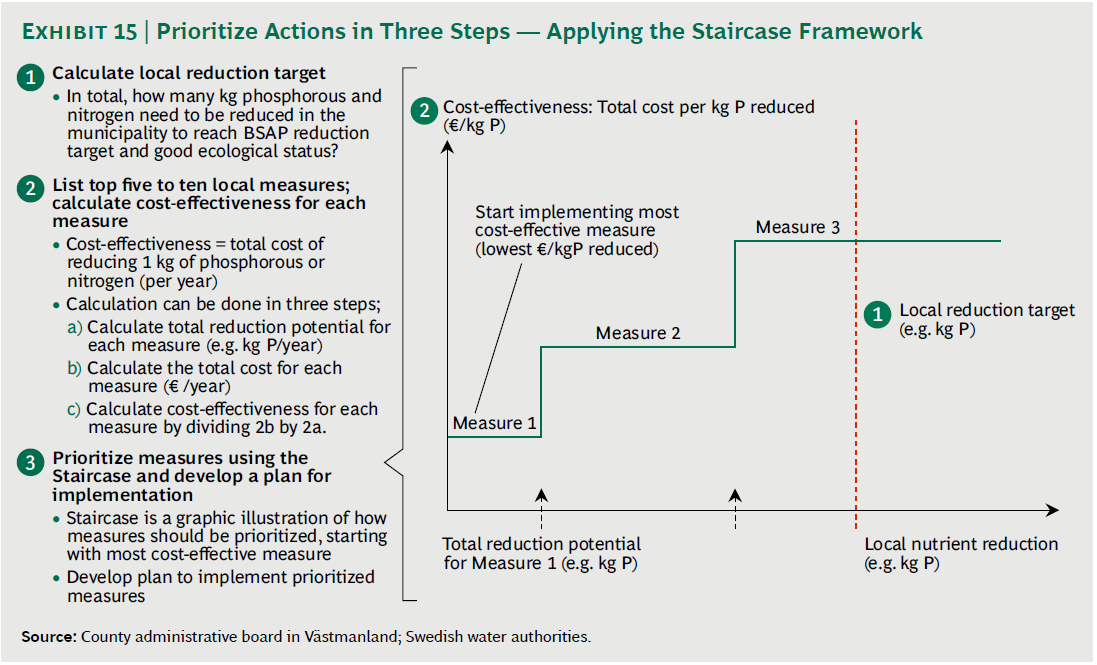 EXHIBIT 15 | Prioritize Actions in Three Steps — Applying the Staircase Framework
1 Calculate local reduction target
• In total, how many kg phosphorous and
nitrogen need to be reduced in the
municipality to reach BSAP reduction
target and good ecological status?
2 List top five to ten local measures;
calculate cost-effectiveness for each
measure
• Cost-effectiveness = total cost of
reducing 1 kg of phosphorous or
nitrogen (per year)
• Calculation can be done in three steps;
a) Calculate total reduction potential for
each measure (e.g. kg P/year)
b) Calculate the total cost for each
measure (€ /year)
c) Calculate cost-effectiveness for each
measure by dividing 2b by 2a.
3 Prioritize measures using the
Staircase and develop a plan for
implementation
• Staircase is a graphic illustration of how
measures should be prioritized, starting
with most cost-effective measure
• Develop plan to implement prioritized
measures
2 Cost-effectiveness: Total cost per kg P reduced
(€/kg P)
Start implementing most
cost-effective measure
(lowest €/kgP reduced)
Measure 1
Measure 2
Measure 3
1 Local reduction target
(e.g. kg P)
Total reduction potential
for Measure 1 (e.g. kg P)
Local nutrient reduction
(e.g. kg P)
Source: County administrative board in Västmanland; Swedish water authorities.